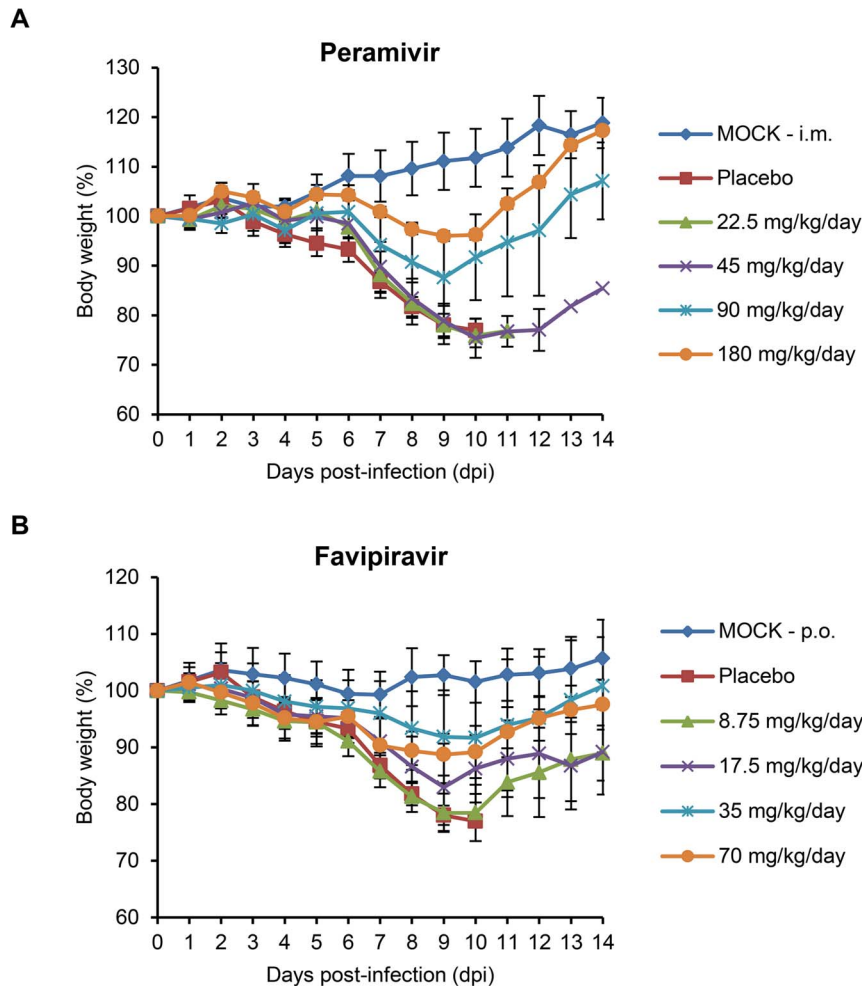 A
Peramivir
130
120
110
100
90
80
70
60
Body weight (%)
0 1 2 3 4 5 6 7 8 9 10 11 12 13 14
Days post-infection (dpi)
MOCK - i.m.
Placebo
22.5 mg/kg/day
45 mg/kg/day
90 mg/kg/day
180 mg/kg/day
B
Favipiravir
120
110
100
90
80
70
60
Body weight (%)
0 1 2 3 4 5 6 7 8 9 10 11 12 13 14
Days post-infection (dpi)
MOCK - p.o.
Placebo
8.75 mg/kg/day
17.5 mg/kg/day
35 mg/kg/day
70 mg/kg/day